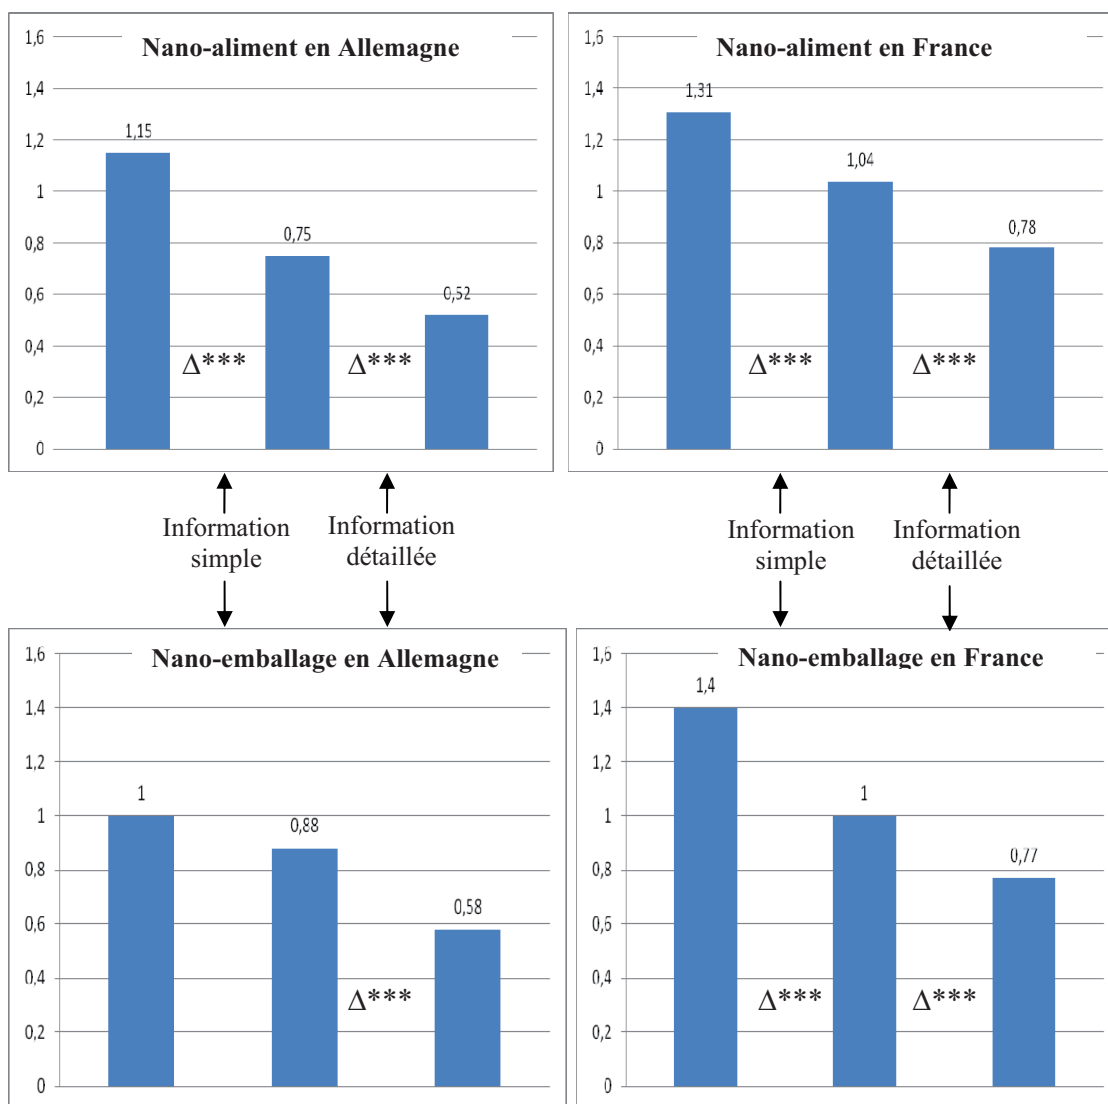 Nano-aliment en Allemagne
1,6
1,4
1,2
1
0,8
0,6
0,4
0,2
0
1,15
0,75
0,52
Δ***
Δ***
Nano-aliment en France
1,6
1,4
1,2
1
0,8
0,6
0,4
0,2
0
1,31
1,04
0,78
Δ***
Δ***
Information
simple
Information
détaillée
Information
simple
Information
détaillée
Nano-emballage en Allemagne
1,6
1,4
1,2
1
0,8
0,6
0,4
0,2
0
1
0,88
0,58
Δ***
Nano-emballage en France
1,6
1,4
1,2
1
0,8
0,6
0,4
0,2
0
1,4
1
0,77
Δ***
Δ***